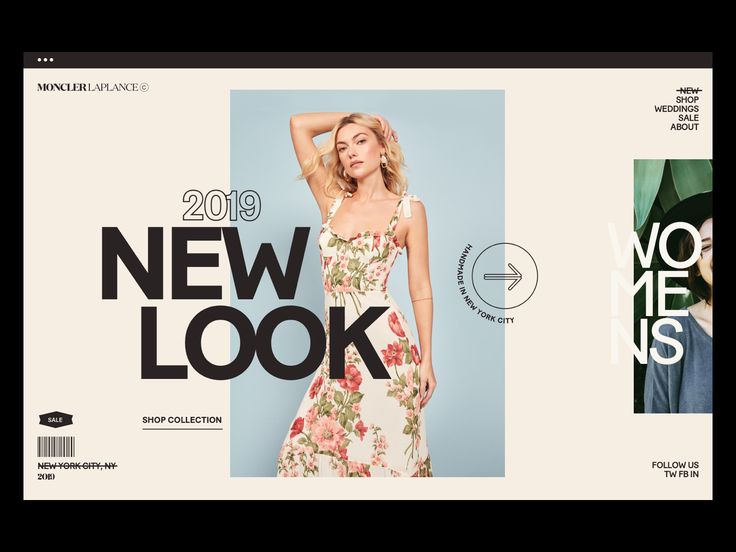 MONCLER LAPLANCE ©
NEW
SHOP
WEDDINGS
SALE
ABOUT
2019
NEW
LOOK
HANDMADE IN NEW YORK CITY
WO
ME
NS
SALE
SHOP COLLECTION
NEW YORK CITY, NY
2019
FOLLOW US
TW FB IN